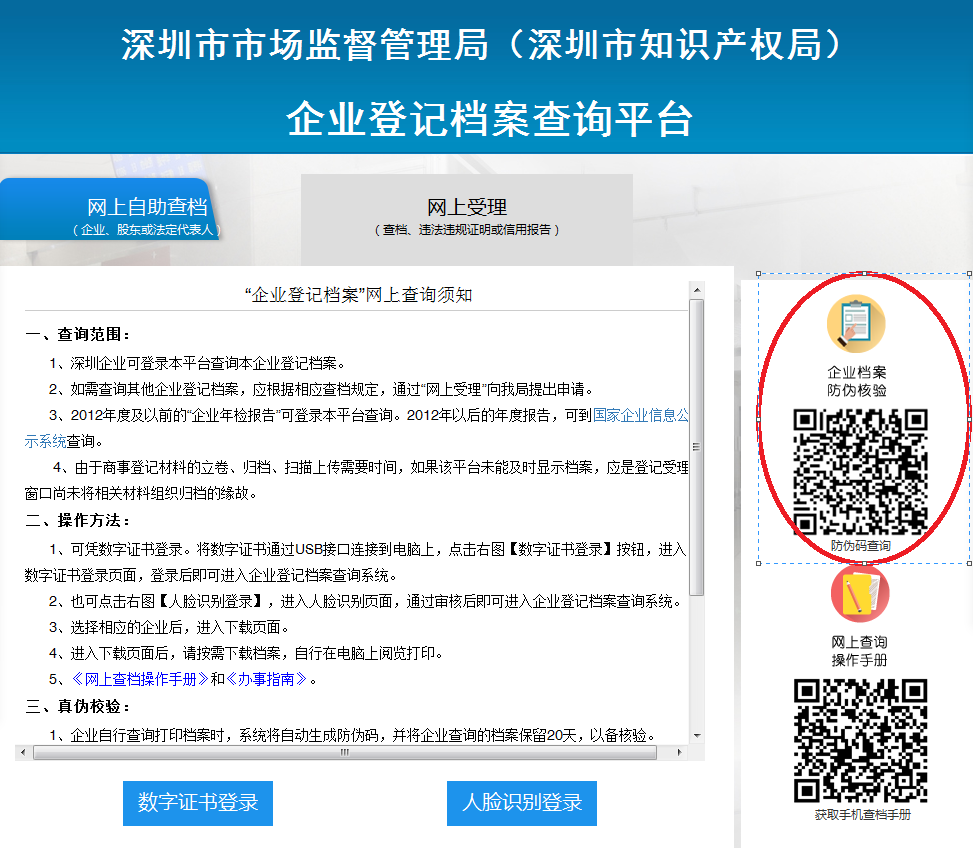 深圳市市场监督管理局（深圳市知识产权局）
企业登记档案查询平台
网上自助查档
（企业、股东或法定代表人）
网上受理
（查档、违法违规证明或信用报告）
“企业登记档案”网上查询须知
一、查询范围：
1、深圳企业可登录本平台查询本企业登记档案。
2、如需查询其他企业登记档案，应根据相应查档规定，通过“网上受理”向我局提出申请。
3、2012年度及以前的“企业年检报告”可登录本平台查询。2012年以后的年度报告，可到国家企业信息公
示系统查询。
4、由于商事登记材料的立卷、归档、扫描上传需要时间，如果该平台未能及时显示档案，应是登记受理
窗口尚未将相关材料组织归档的缘故。
二、操作方法：
1、可凭数字证书登录。将数字证书通过USB接口连接到电脑上，点击右图【数字证书登录】按钮，进入
数字证书登录页面，登录后即可进入企业登记档案查询系统。
2、也可点击右图【人脸识别登录】，进入人脸识别页面，通过审核后即可进入企业登记档案查询系统。
3、选择相应的企业后，进入下载页面。
4、进入下载页面后，请按需下载档案，自行在电脑上阅览打印。
5、《网上查档操作手册》和《办事指南》。
三、真伪校验：
1、企业自行查询打印档案时，系统将自动生成防伪码，并将企业查询的档案保留20天，以备核验。
数字证书登录
人脸识别登录
企业档案
防伪核验
防伪码查询
网上查询
操作手册
获取手机查档手册